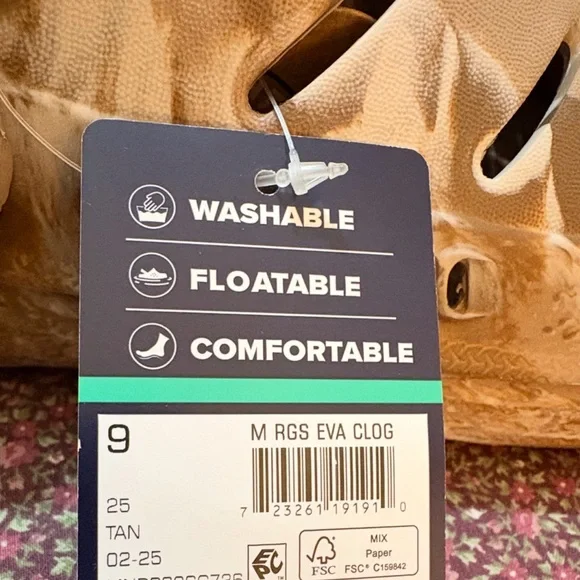 WASHABLE
FLOATABLE
COMFORTABLE
9
M RGS EVA CLOG
7 23261 19191 0
25
TAN
02-25
EPC
FSC
MIX
Paper
FSC® C159842